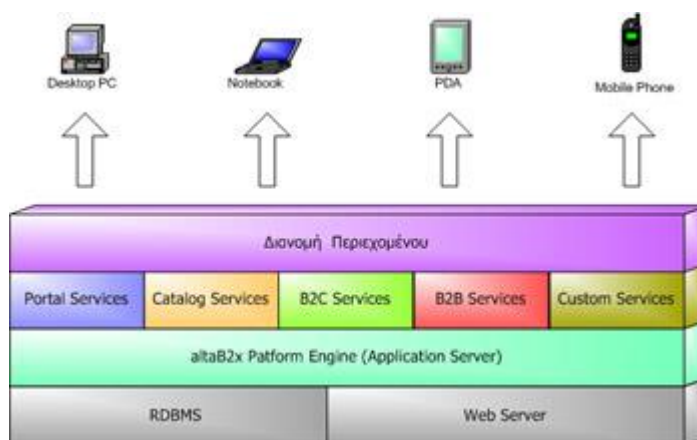 Desktop PC
Notebook
PDA
Mobile Phone
Διανομή Περιεχομένου
Portal Services
Catalog Services
B2C Services
B2B Services
Custom Services
altaB2x Patform Engine (Application Server)
RDBMS
Web Server